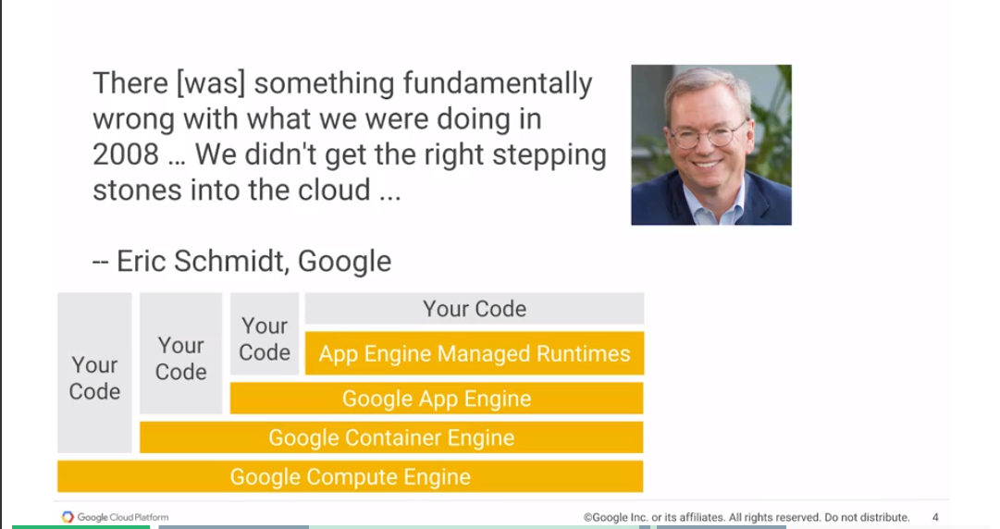 There [was] something fundamentally
wrong with what we were doing in
2008 ... We didn't get the right stepping
stones into the cloud ...
-- Eric Schmidt, Google
Your
Code
Your
Code
Your
Code
Your Code
App Engine Managed Runtimes
Google App Engine
Google Container Engine
Google Compute Engine
Google Cloud Platform
©Google Inc. or its affiliates. All rights reserved. Do not distribute.
4